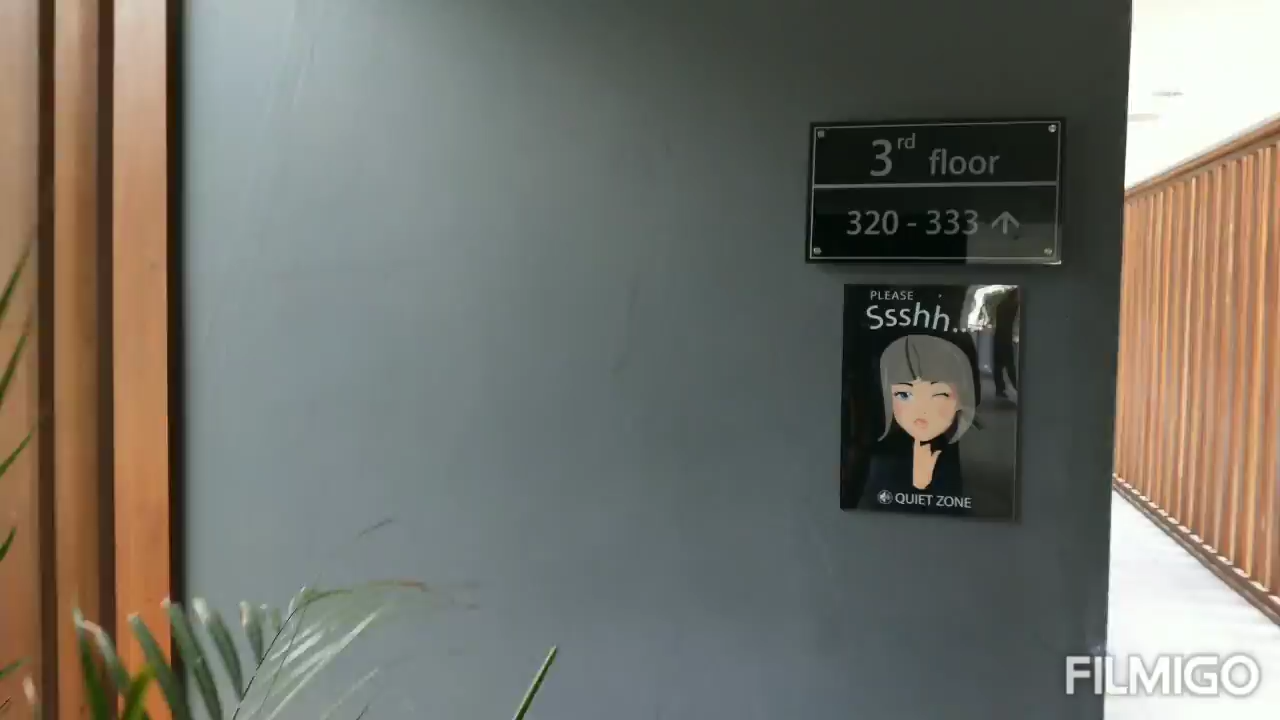 3rd floor
320 - 333 ↑
PLEASE
Ssshh....
QUIET ZONE
FILMIGO